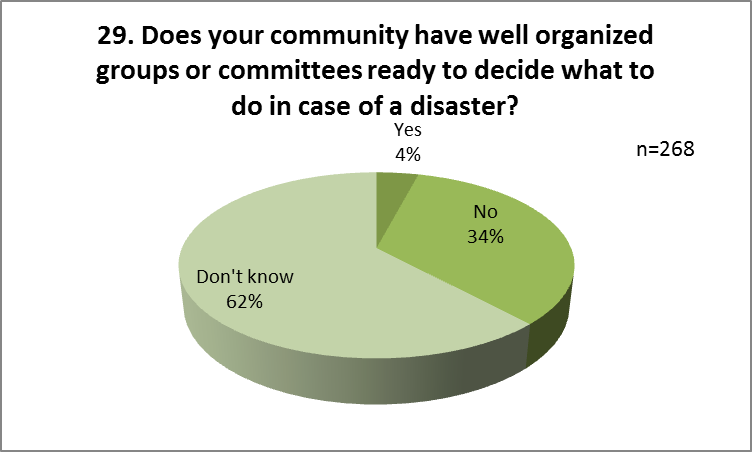 29. Does your community have well organized
groups or committees ready to decide what to
do in case of a disaster?
Yes
4%
n=268
No
34%
Don't know
62%